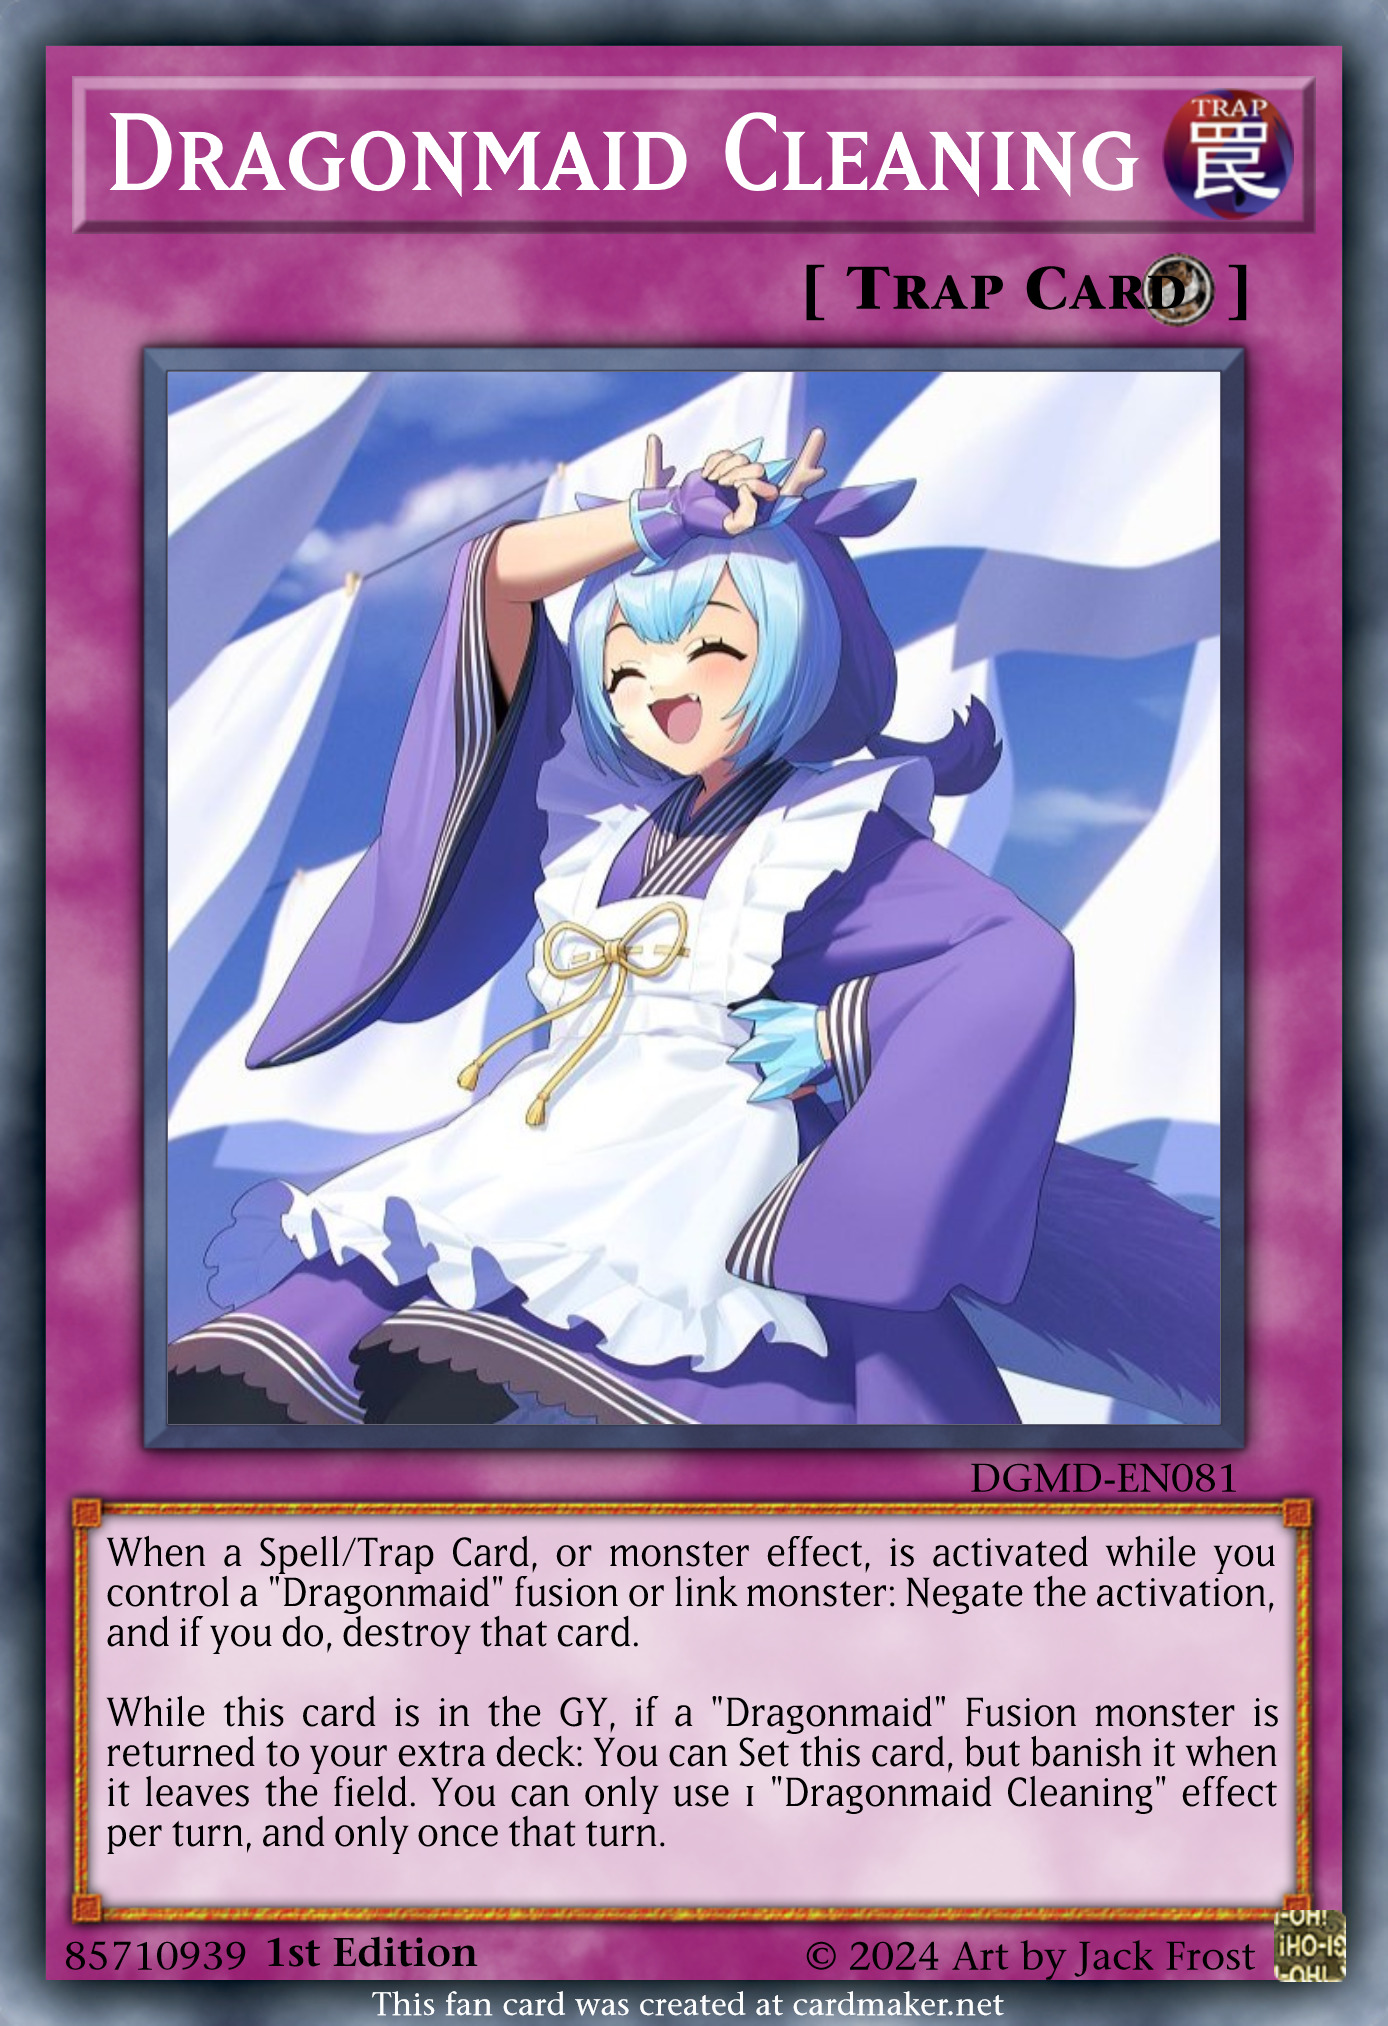 Dragonmaid Cleaning
TRAP
罠
[ Trap Card ]
DGMD-EN081
When a Spell/Trap Card, or monster effect, is activated while you
control a "Dragonmaid" fusion or link monster: Negate the activation,
and if you do, destroy that card.
While this card is in the GY, if a "Dragonmaid" Fusion monster is
returned to your extra deck: You can Set this card, but banish it when
it leaves the field. You can only use 1 "Dragonmaid Cleaning" effect
per turn, and only once that turn.
85710939 1st Edition
© 2024 Art by Jack Frost
This fan card was created at cardmaker.net